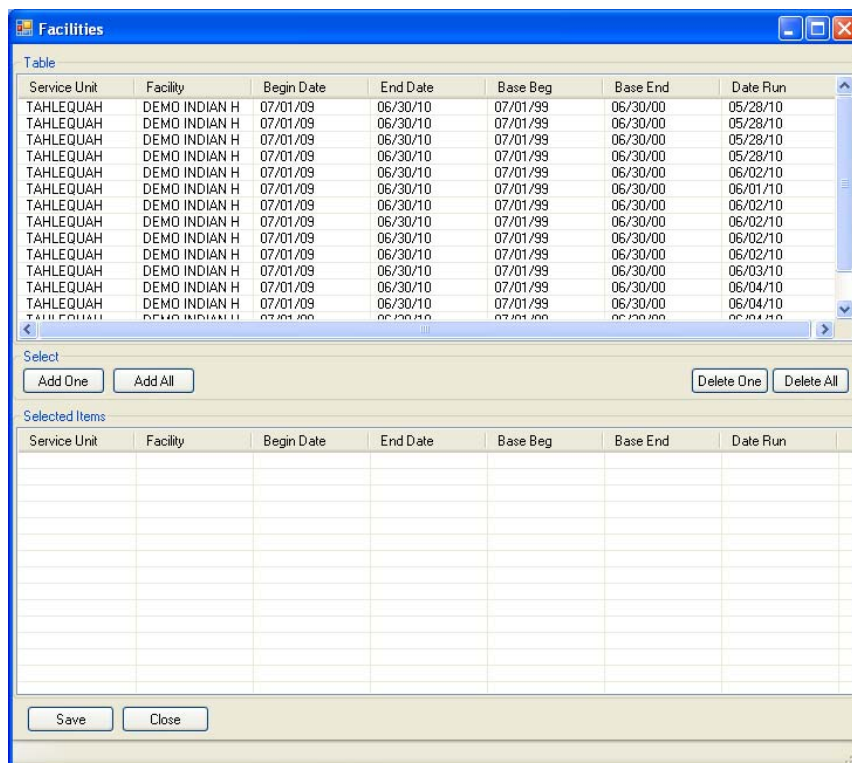 Facilities
Table
Service Unit Facility Begin Date End Date Base Beg Base End Date Run
TAHLEQUAH DEMO INDIAN H 07/01/09 06/30/10 07/01/99 06/30/00 05/28/10
TAHLEQUAH DEMO INDIAN H 07/01/09 06/30/10 07/01/99 06/30/00 05/28/10
TAHLEQUAH DEMO INDIAN H 07/01/09 06/30/10 07/01/99 06/30/00 05/28/10
TAHLEQUAH DEMO INDIAN H 07/01/09 06/30/10 07/01/99 06/30/00 05/28/10
TAHLEQUAH DEMO INDIAN H 07/01/09 06/30/10 07/01/99 06/30/00 06/02/10
TAHLEQUAH DEMO INDIAN H 07/01/09 06/30/10 07/01/99 06/30/00 06/01/10
TAHLEQUAH DEMO INDIAN H 07/01/09 06/30/10 07/01/99 06/30/00 06/02/10
TAHLEQUAH DEMO INDIAN H 07/01/09 06/30/10 07/01/99 06/30/00 06/02/10
TAHLEQUAH DEMO INDIAN H 07/01/09 06/30/10 07/01/99 06/30/00 06/02/10
TAHLEQUAH DEMO INDIAN H 07/01/09 06/30/10 07/01/99 06/30/00 06/02/10
TAHLEQUAH DEMO INDIAN H 07/01/09 06/30/10 07/01/99 06/30/00 06/03/10
TAHLEQUAH DEMO INDIAN H 07/01/09 06/30/10 07/01/99 06/30/00 06/04/10
TAHLEQUAH DEMO INDIAN H 07/01/09 06/30/10 07/01/99 06/30/00 06/04/10
Select
Add One Add All Delete One Delete All
Selected Items
Service Unit Facility Begin Date End Date Base Beg Base End Date Run
Save Close